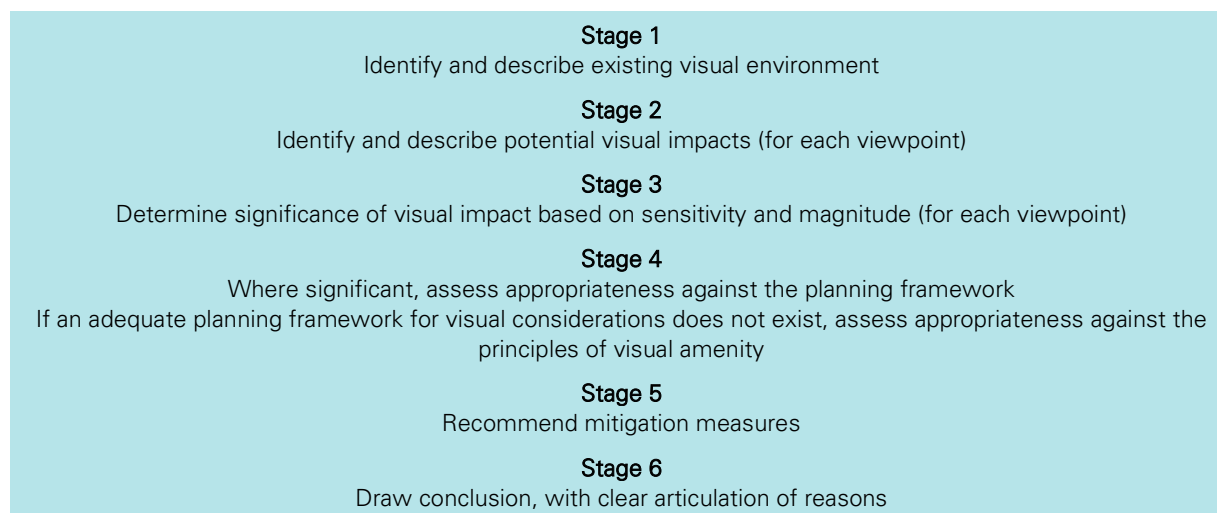 Stage 1
Identify and describe existing visual environment
Stage 2
Identify and describe potential visual impacts (for each viewpoint)
Stage 3
Determine significance of visual impact based on sensitivity and magnitude (for each viewpoint)
Stage 4
Where significant, assess appropriateness against the planning framework
If an adequate planning framework for visual considerations does not exist, assess appropriateness against the
principles of visual amenity
Stage 5
Recommend mitigation measures
Stage 6
Draw conclusion, with clear articulation of reasons